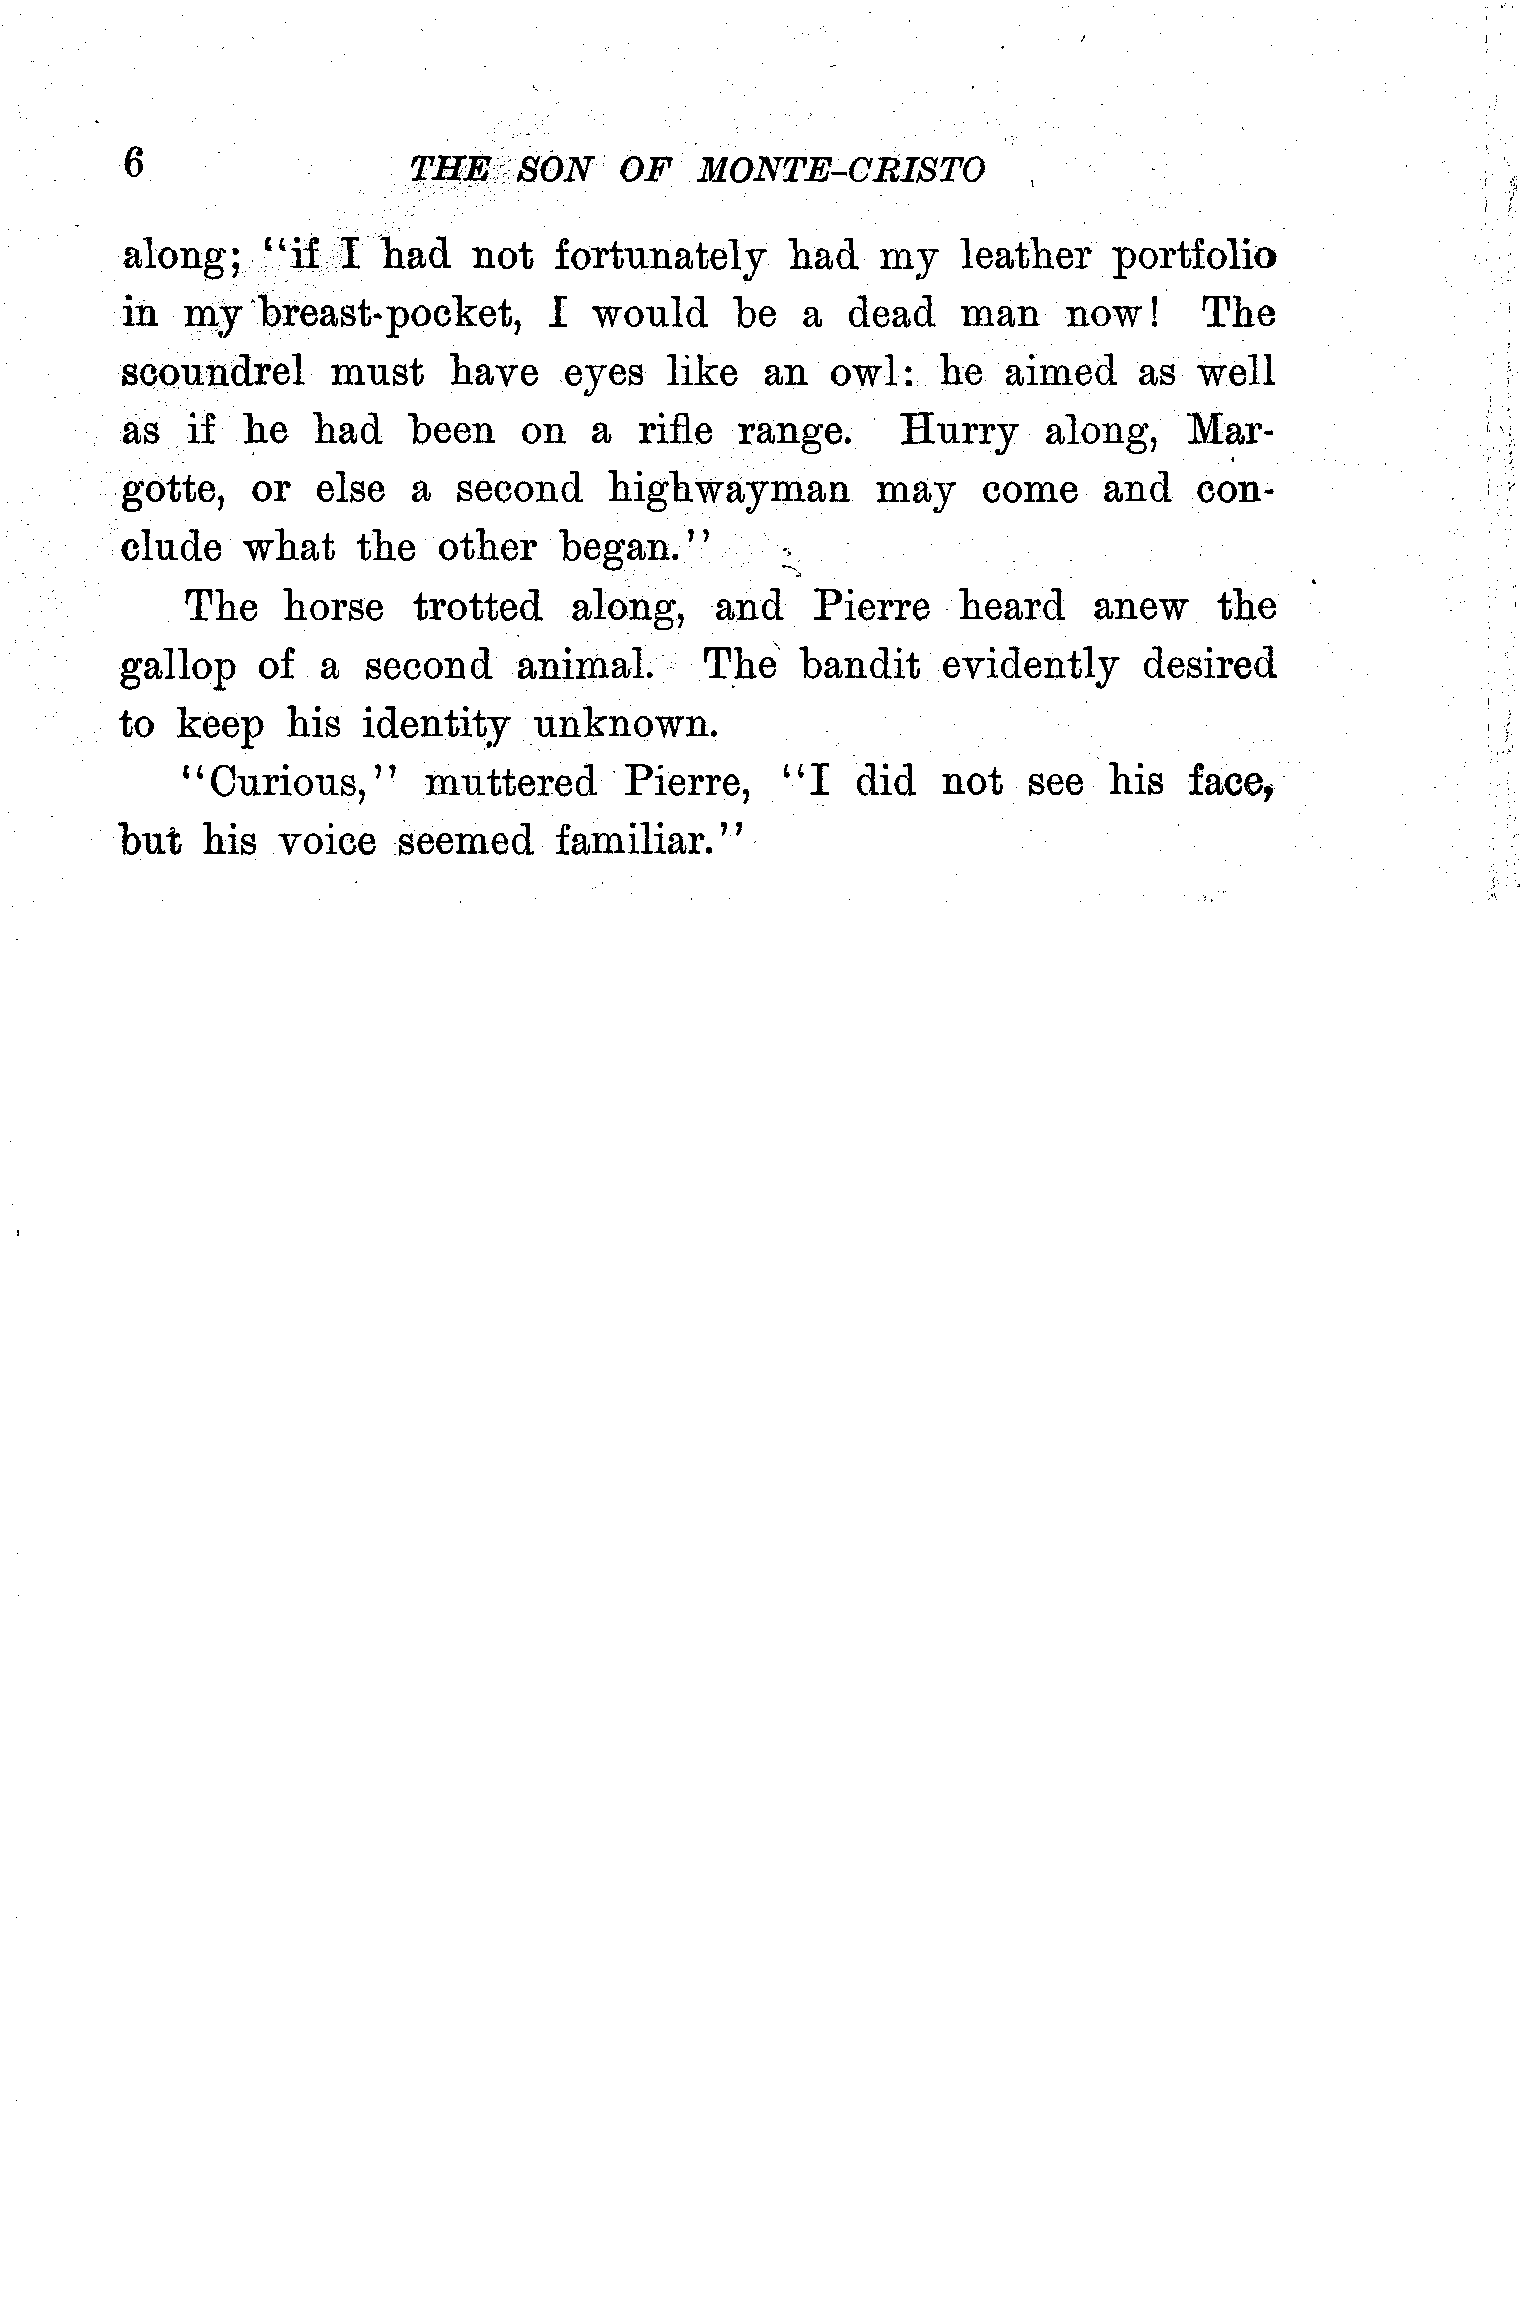 6 THE SON OF MONTE-CRISTO
along; "if I had not fortunately had my leather portfolio
in my breast-pocket, I would be a dead man now! The
scoundrel must have eyes like an owl: he aimed as well
as if he had been on a rifle range. Hurry along, Mar-
gotte, or else a second highwayman may come and con-
clude what the other began."
The horse trotted along, and Pierre heard anew the
gallop of a second animal. The bandit evidently desired
to keep his identity unknown.
"Curious," muttered Pierre, "I did not see his face,
but his voice seemed familiar."